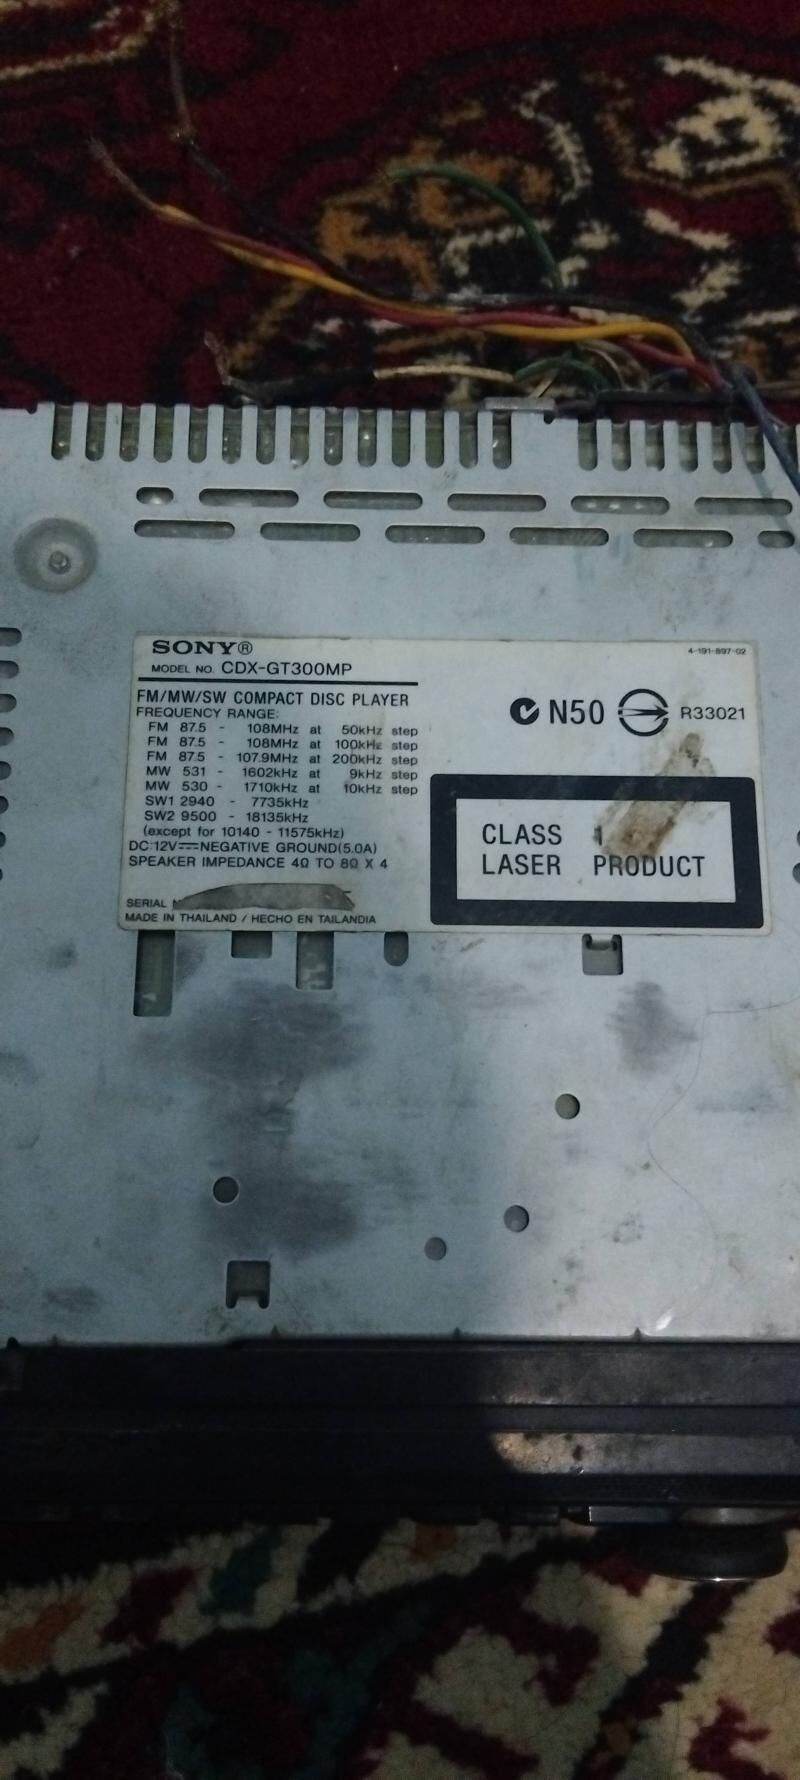 SONY®
MODEL NO. CDX-GT300MP
4-191-897-02
FM/MW/SW COMPACT DISC PLAYER
FREQUENCY RANGE:
FM 87.5 - 108MHz at 50kHz step
FM 87.5 - 108MHz at 100kHz step
FM 87.5 - 107.9MHz at 200kHz step
MW 531 - 1602kHz at 9kHz step
MW 530 - 1710kHz at 10kHz step
SW1 2940 - 7735kHz
SW2 9500 - 18135kHz
(except for 10140 - 11575kHz)
DC:12V⎓NEGATIVE GROUND(5.0A)
SPEAKER IMPEDANCE 4Ω TO 8Ω X 4
SERIAL
MADE IN THAILAND / HECHO EN TAILANDIA
N50
R33021
CLASS 1
LASER PRODUCT